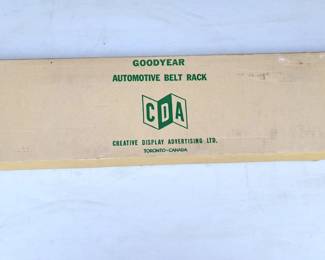 GOODYEAR
AUTOMOTIVE BELT RACK
CDA
CREATIVE DISPLAY ADVERTISING LTD.
TORONTO-CANADA